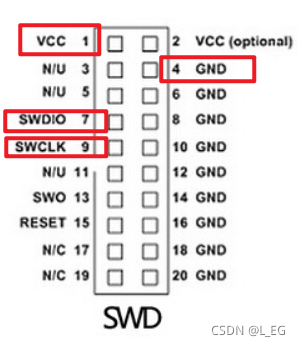 VCC 1 2 VCC (optional)
N/U 3 4 GND
N/U 5 6 GND
SWDIO 7 8 GND
SWCLK 9 10 GND
N/U 11 12 GND
SWO 13 14 GND
RESET 15 16 GND
N/C 17 18 GND
N/C 19 20 GND
SWD
CSDN @L_EG